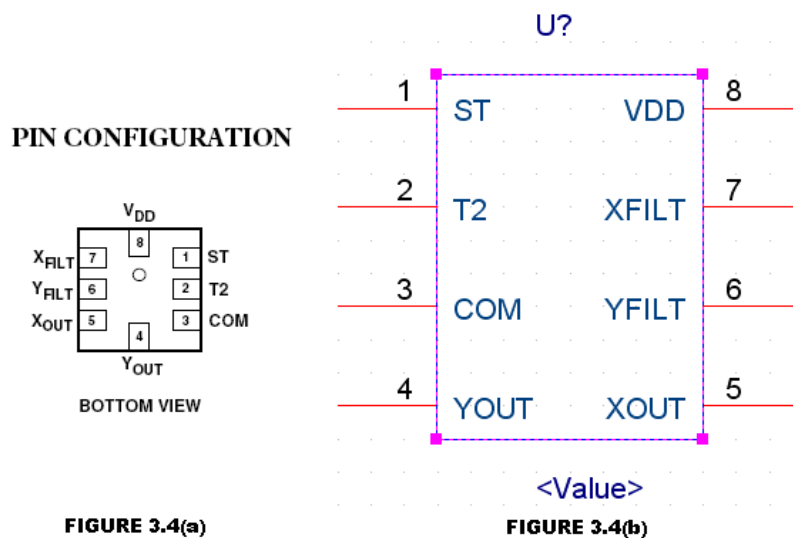 PIN CONFIGURATION
VDD
8
XFILT 7 1 ST
YFILT 6 2 T2
XOUT 5 3 COM
4
YOUT
BOTTOM VIEW
FIGURE 3.4(a)
U?
1 ST VDD 8
2 T2 XFILT 7
3 COM YFILT 6
4 YOUT XOUT 5
<Value>
FIGURE 3.4(b)